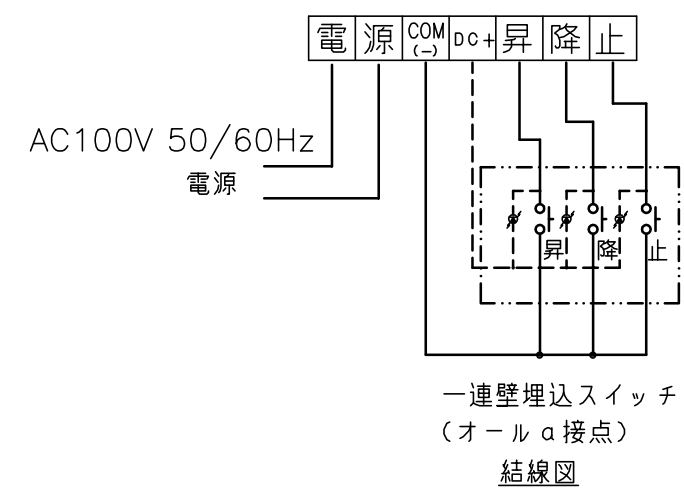 電 源 COM(-) DC+ 昇 降 止
AC100V 50/60Hz
電源
昇 降 止
一連壁埋込スイッチ
(オールa接点)
結線図